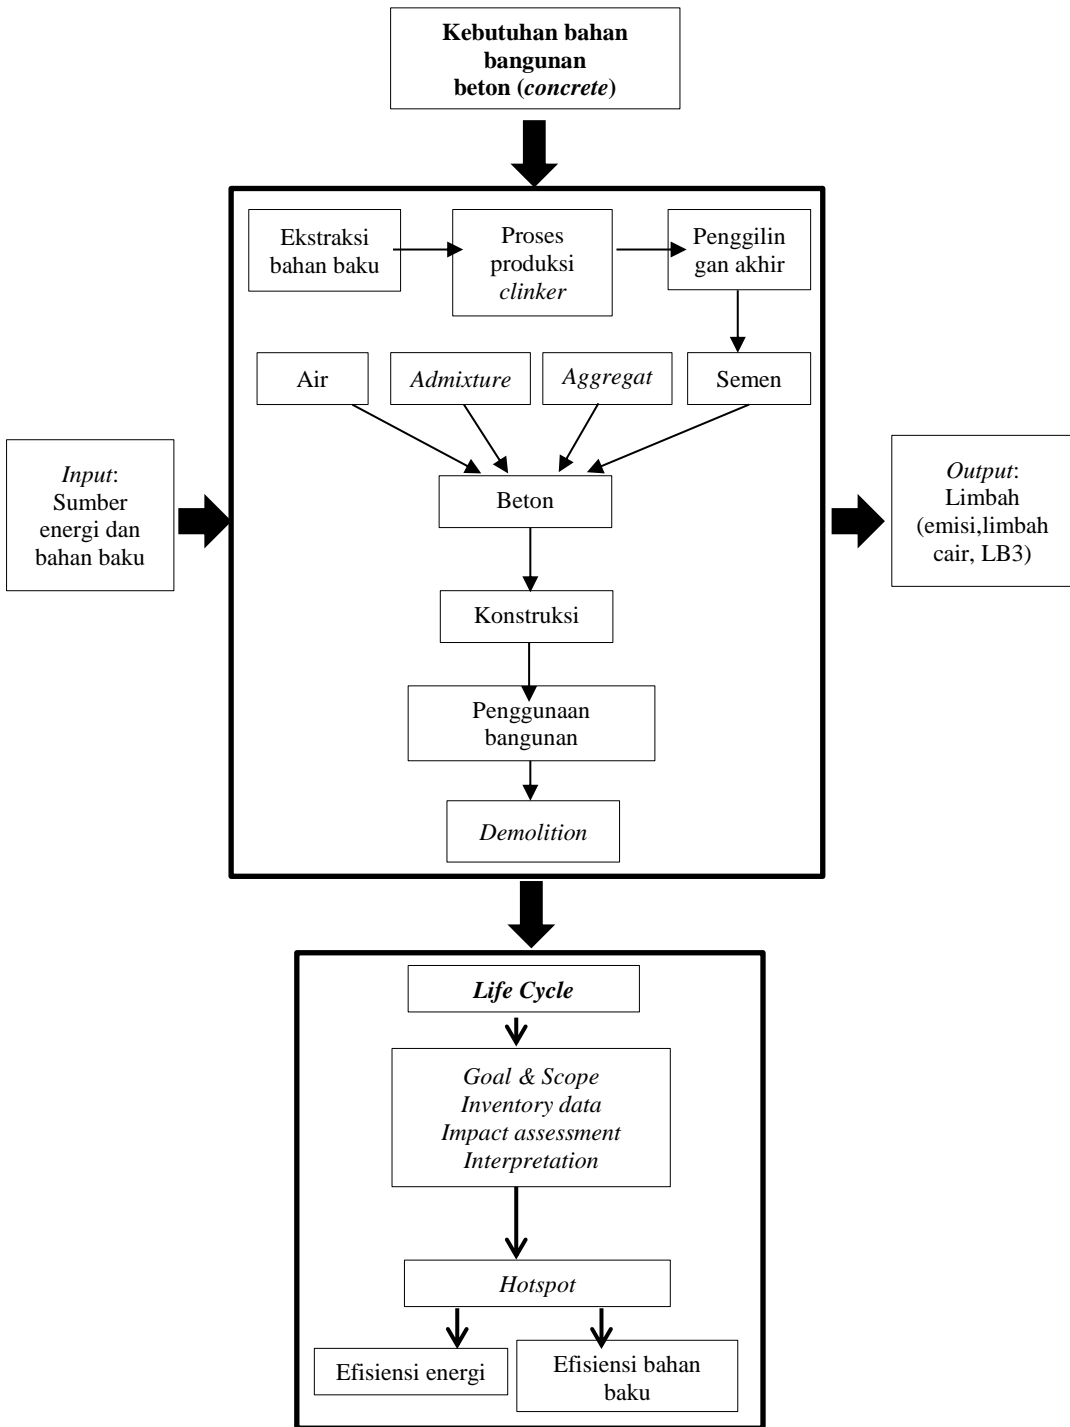 Kebutuhan bahan
bangunan
beton (concrete)
Ekstraksi
bahan baku
Proses
produksi
clinker
Penggilin
gan akhir
Air
Admixture
Aggregat
Semen
Input:
Sumber
energi dan
bahan baku
Beton
Output:
Limbah
(emisi,limbah
cair, LB3)
Konstruksi
Penggunaan
bangunan
Demolition
Life Cycle
Goal & Scope
Inventory data
Impact assessment
Interpretation
Hotspot
Efisiensi energi
Efisiensi bahan
baku